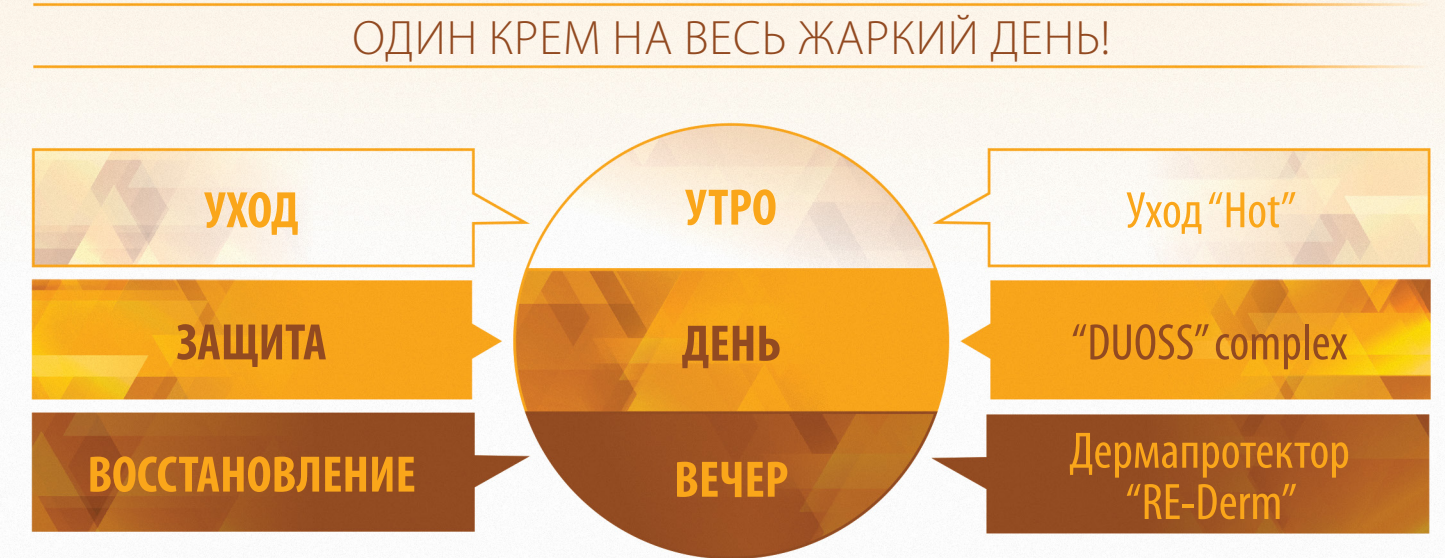 ОДИН КРЕМ НА ВЕСЬ ЖАРКИЙ ДЕНЬ!
УХОД
УТРО
Уход “Hot”
ЗАЩИТА
ДЕНЬ
“DUOSS” complex
ВОССТАНОВЛЕНИЕ
ВЕЧЕР
Дермапротектор
“RE-Derm”